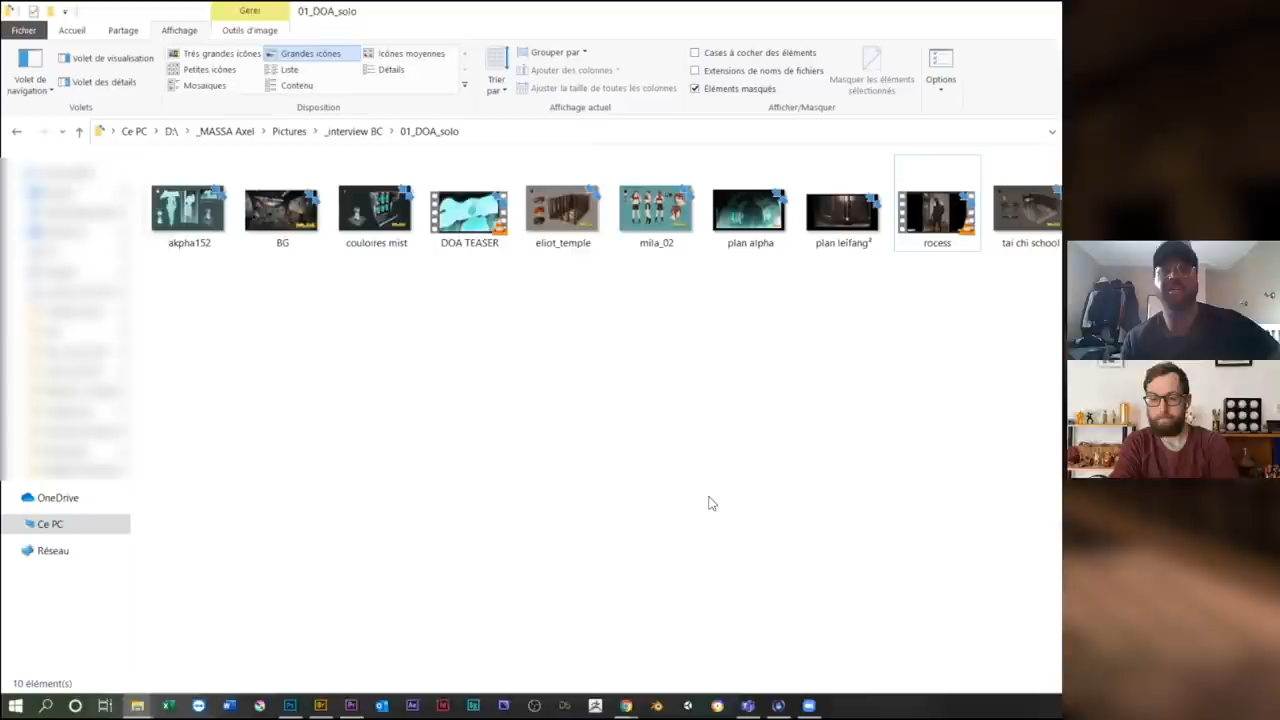 Gérer
01_DOA_solo
Fichier
Accueil
Partage
Affichage
Outils d'image
Volet de navigation
Volet de visualisation
Volet des détails
Volets
Très grandes icônes
Grandes icônes
Icônes moyennes
Petites icônes
Liste
Détails
Mosaïques
Contenu
Disposition
Trier par
Grouper par
Ajouter des colonnes
Ajuster la taille de toutes les colonnes
Affichage actuel
Cases à cocher des éléments
Extensions de noms de fichiers
Éléments masqués
Masquer les éléments sélectionnés
Afficher/Masquer
Options
Ce PC > D:\ > _MASSA Axel > Pictures > _interview BC > 01_DOA_solo
akpha152
BG
couloires mist
DOA TEASER
eliot_temple
mila_02
plan alpha
plan leifang²
rocess
tai chi school
OneDrive
Ce PC
Réseau
10 élément(s)